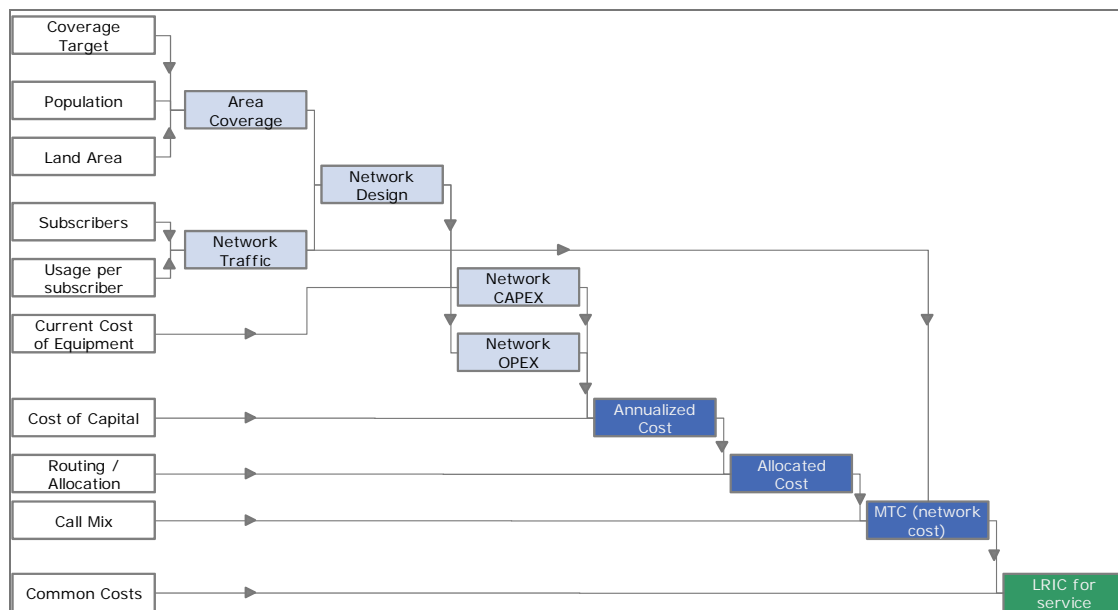 Coverage
Target
Population
Area
Coverage
Land Area
Network
Design
Subscribers
Network
Traffic
Usage per
subscriber
Network
CAPEX
Current Cost
of Equipment
Network
OPEX
Cost of Capital
Annualized
Cost
Routing /
Allocation
Allocated
Cost
Call Mix
MTC (network
cost)
Common Costs
LRIC for
service